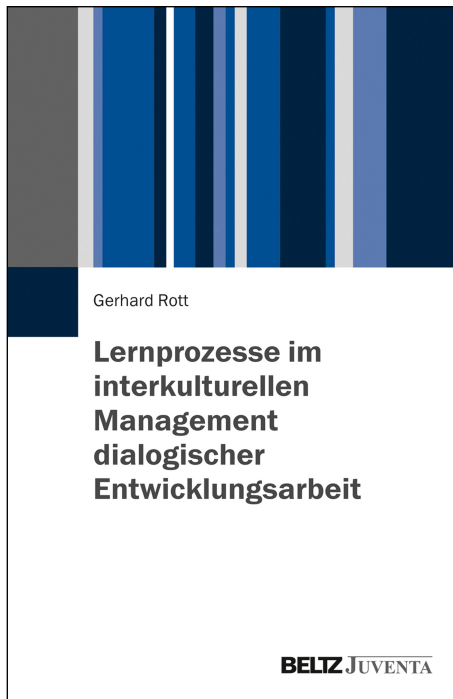 Gerhard Rott
Lernprozesse im
interkulturellen
Management
dialogischer
Entwicklungsarbeit
BELTZ JUVENTA